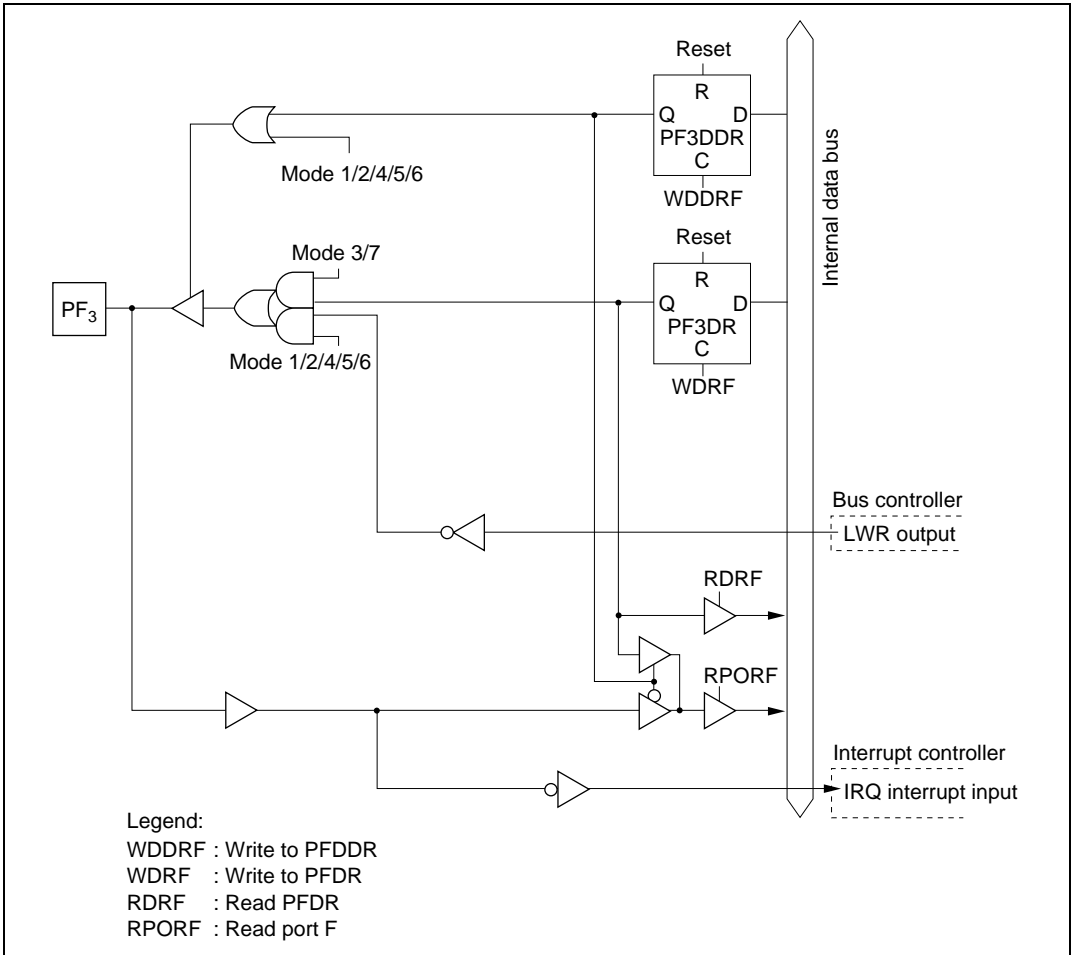 Reset
R
Q D
PF3DDR
C
WDDRF
Mode 1/2/4/5/6
Internal data bus
Reset
R
Q D
PF3DR
C
WDRF
Mode 3/7
PF₃
Mode 1/2/4/5/6
Bus controller
LWR output
RDRF
RPORF
Interrupt controller
IRQ interrupt input
Legend:
WDDRF : Write to PFDDR
WDRF : Write to PFDR
RDRF : Read PFDR
RPORF : Read port F